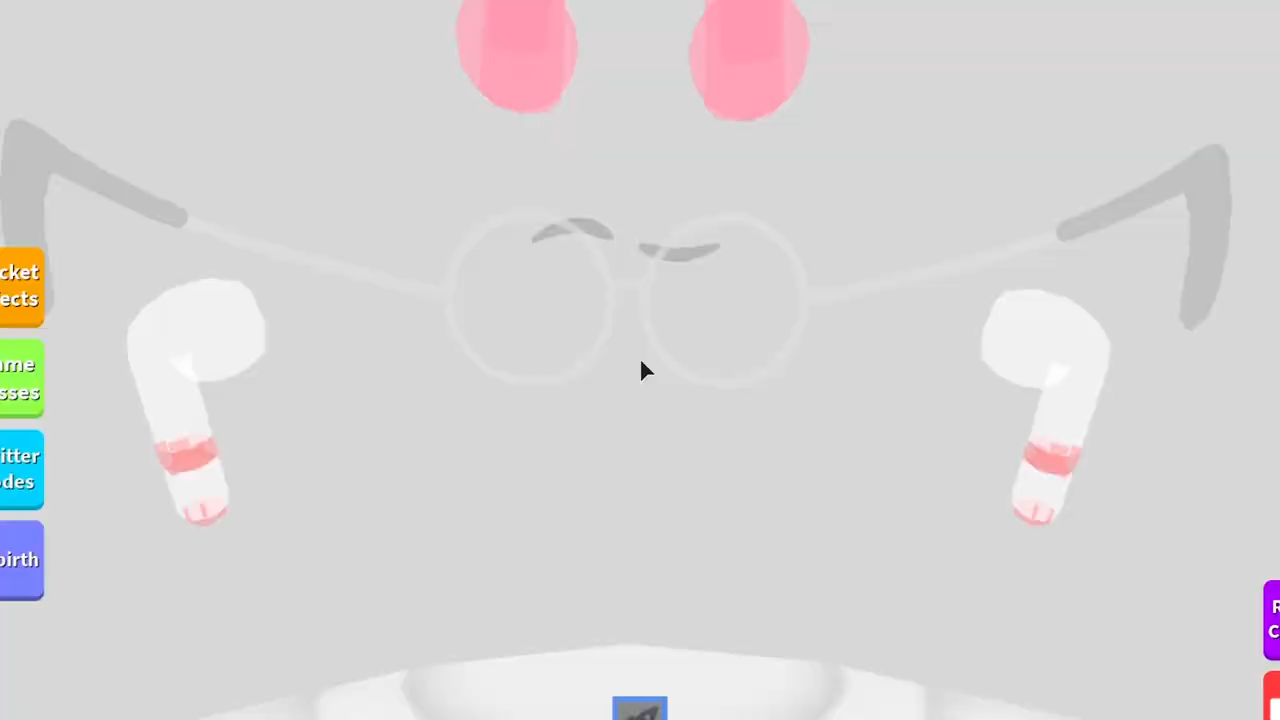 cket
ects
ame
sses
itter
odes
birth
R
C